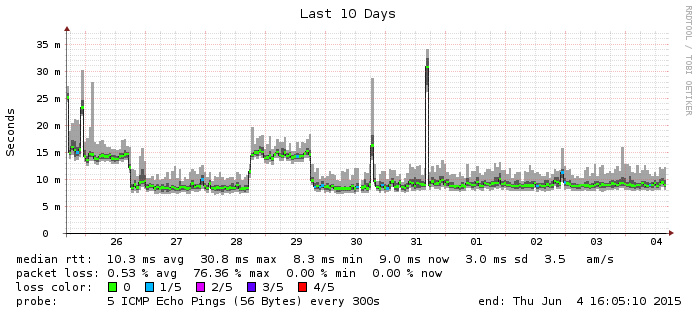 Last 10 Days
RRDTOOL / TOBI OETIKER
Seconds
35 m
30 m
25 m
20 m
15 m
10 m
5 m
0
26 27 28 29 30 31 01 02 03 04
median rtt: 10.3 ms avg 30.8 ms max 8.3 ms min 9.0 ms now 3.0 ms sd 3.5 am/s
packet loss: 0.53 % avg 76.36 % max 0.00 % min 0.00 % now
loss color: 0 1/5 2/5 3/5 4/5
probe: 5 ICMP Echo Pings (56 Bytes) every 300s end: Thu Jun 4 16:05:10 2015